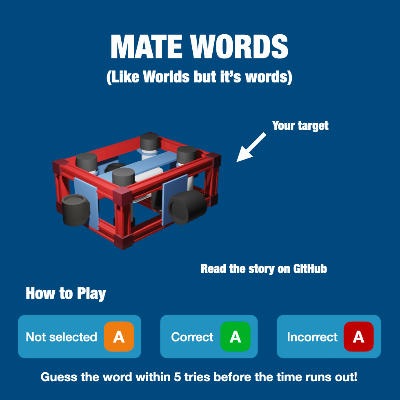 MATE WORDS
(Like Worlds but it's words)
Your target
Read the story on GitHub
How to Play
Not selected A
Correct A
Incorrect A
Guess the word within 5 tries before the time runs out!